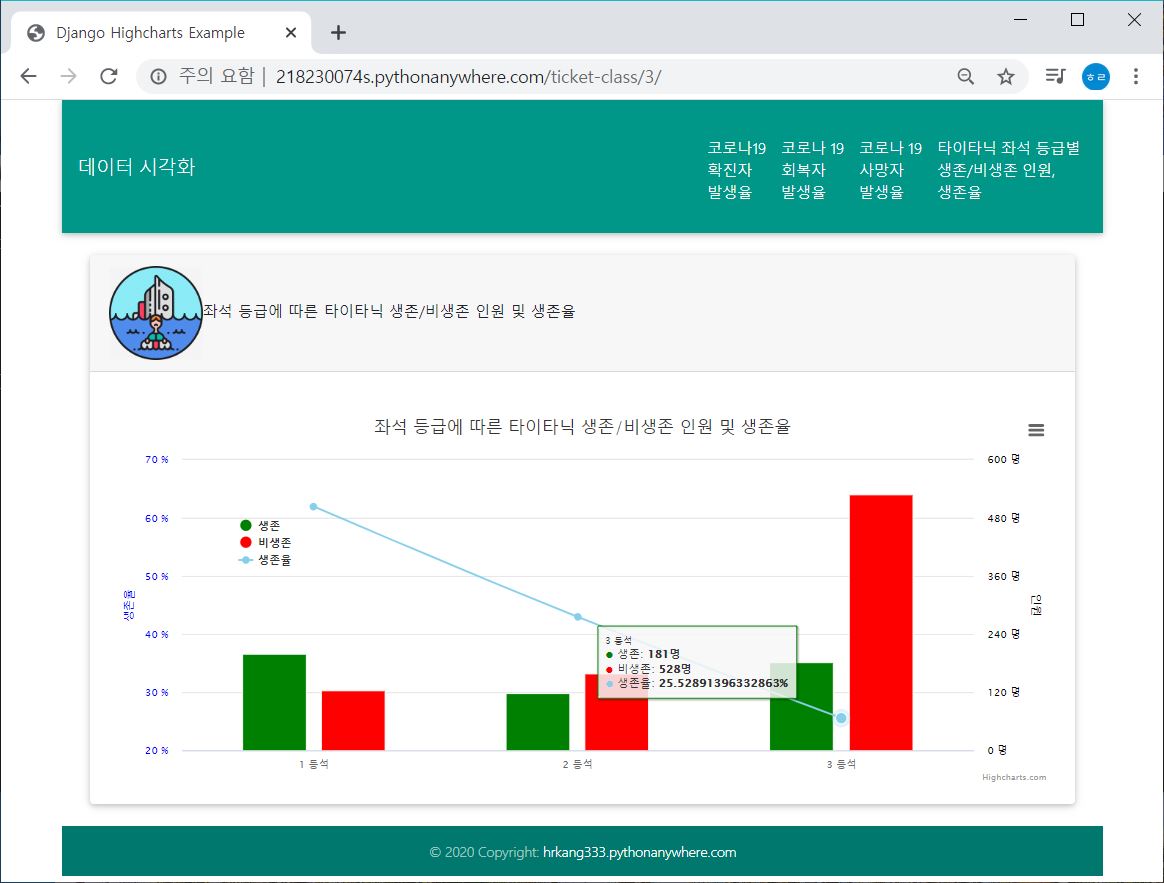 Django Highcharts Example
주의 요함 | 218230074s.pythonanywhere.com/ticket-class/3/
ㅎㄹ
데이터 시각화
코로나19
확진자
발생율
코로나 19
회복자
발생율
코로나 19
사망자
발생율
타이타닉 좌석 등급별
생존/비생존 인원,
생존율
좌석 등급에 따른 타이타닉 생존/비생존 인원 및 생존율
좌석 등급에 따른 타이타닉 생존/비생존 인원 및 생존율
생존율
70 %
60 %
50 %
40 %
30 %
20 %
생존
비생존
생존율
3 등석
생존: 181명
비생존: 528명
생존율: 25.52891396332863%
600 명
480 명
360 명
240 명
120 명
0 명
인원
1 등석
2 등석
3 등석
Highcharts.com
© 2020 Copyright: hrkang333.pythonanywhere.com